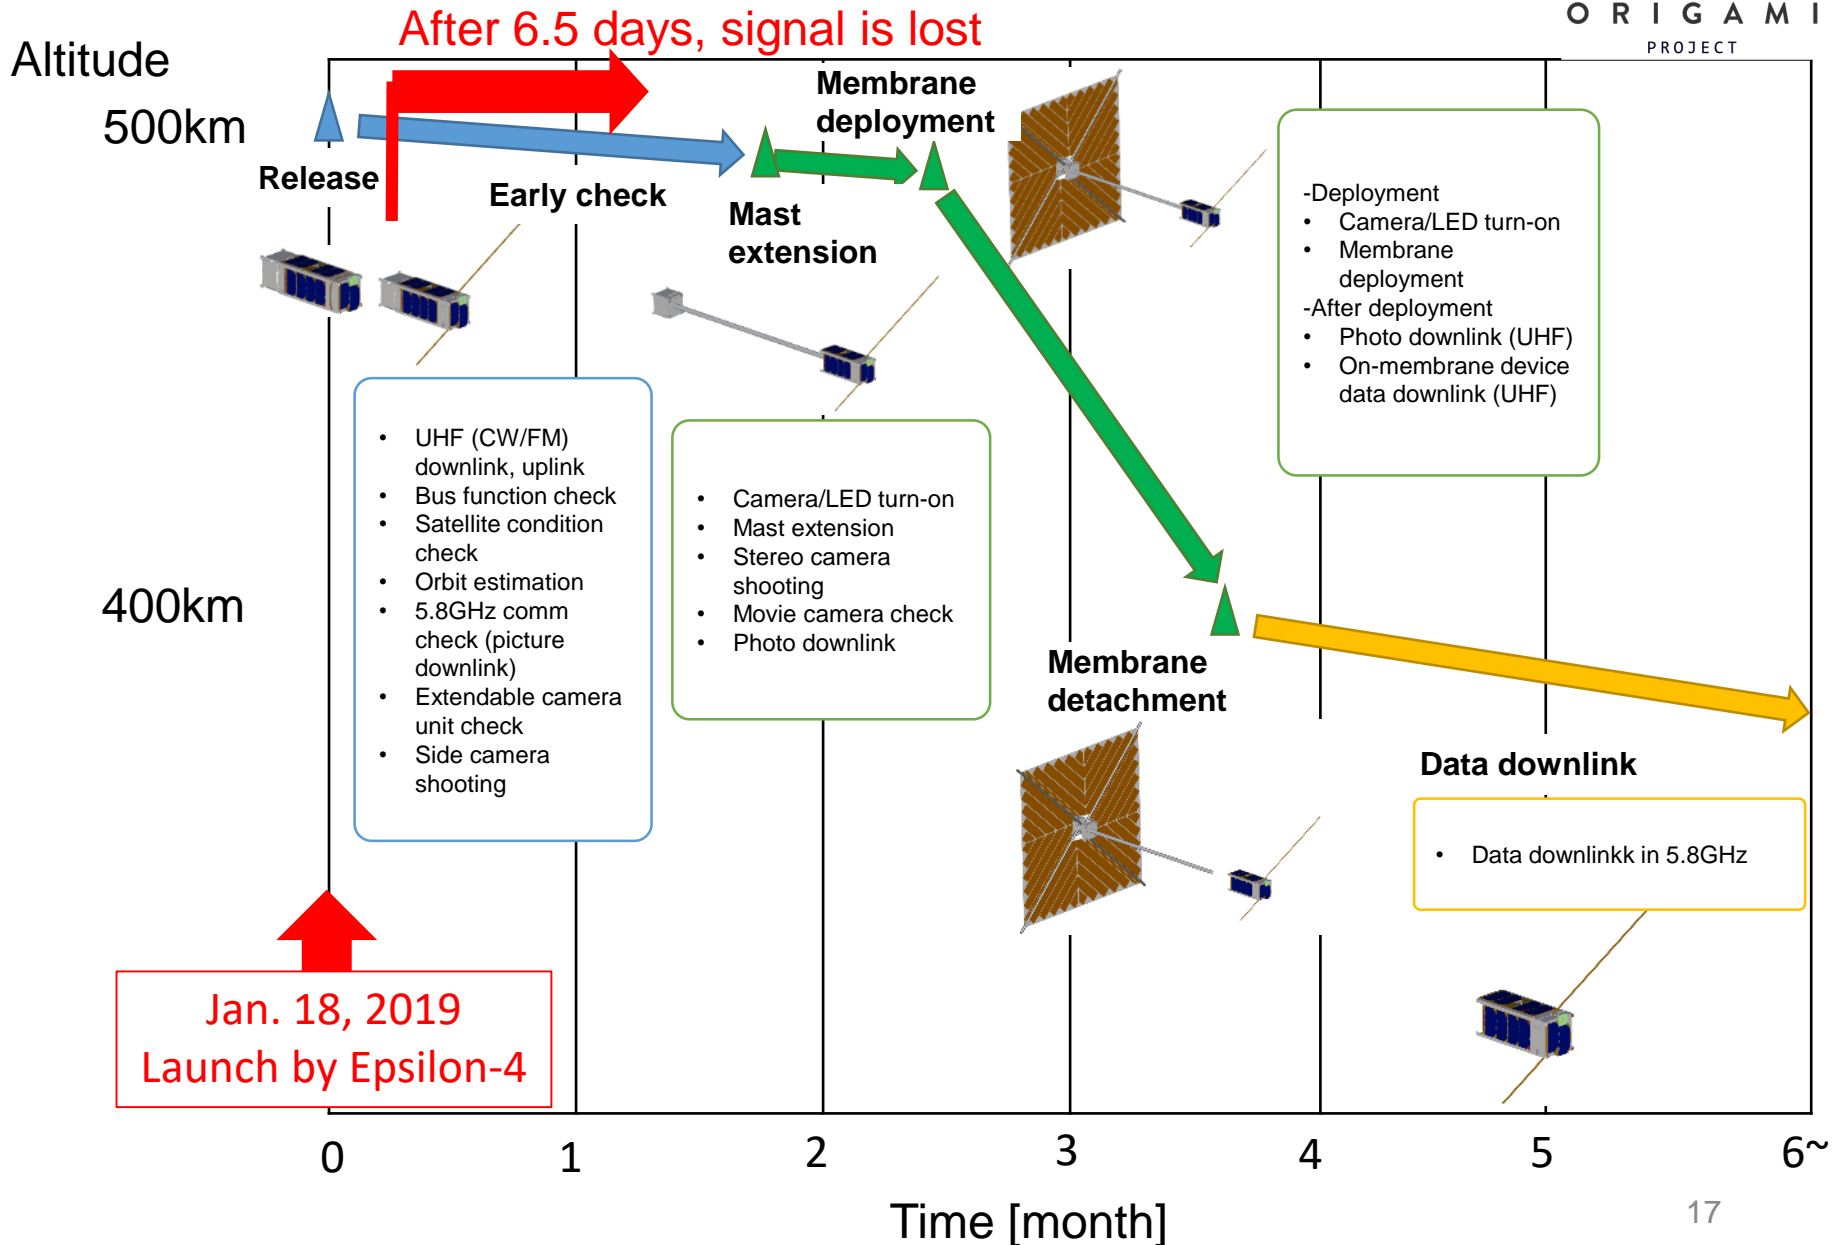 ORIGAMI
PROJECT
After 6.5 days, signal is lost
Altitude
500km
400km
Release
Early check
Mast
extension
Membrane
deployment
Membrane
detachment
Data downlink
• UHF (CW/FM)
downlink, uplink
• Bus function check
• Satellite condition
check
• Orbit estimation
• 5.8GHz comm
check (picture
downlink)
• Extendable camera
unit check
• Side camera
shooting
• Camera/LED turn-on
• Mast extension
• Stereo camera
shooting
• Movie camera check
• Photo downlink
-Deployment
• Camera/LED turn-on
• Membrane
deployment
-After deployment
• Photo downlink (UHF)
• On-membrane device
data downlink (UHF)
• Data downlinkk in 5.8GHz
Jan. 18, 2019
Launch by Epsilon-4
0 1 2 3 4 5 6~
Time [month]
17